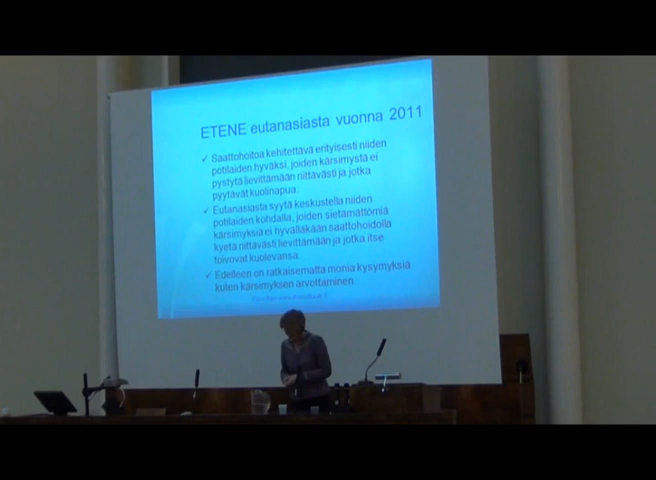 ETENE eutanasiasta vuonna 2011
✓ Saattohoitoa kehitettävä erityisesti niiden
potilaiden hyväksi, joiden kärsimystä ei
pystytä lievittämään riittävästi ja jotka
pyytävät kuolinapua.
✓ Eutanasiasta syytä keskustella niiden
potilaiden kohdalla, joiden sietämättömiä
kärsimyksiä ei hyvälläkään saattohoidolla
kyetä riittävästi lievittämään ja jotka itse
toivovat kuolevansa.
✓ Edelleen on ratkaisematta monia kysymyksiä
kuten kärsimyksen arvottaminen